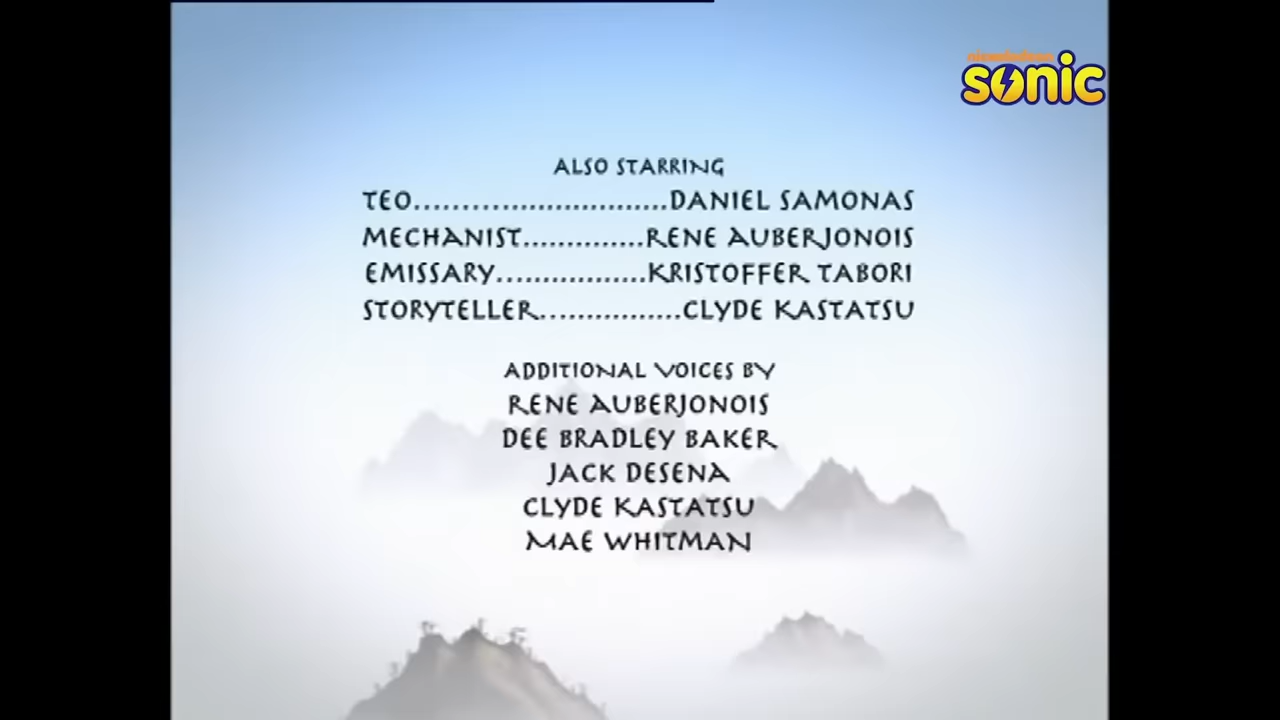 nickelodeon
sonic
ALSO STARRING
TEO.............................DANIEL SAMONAS
MECHANIST..............RENE AUBERJONOIS
EMISSARY.................KRISTOFFER TABORI
STORYTELLER................CLYDE KASTATSU
ADDITIONAL VOICES BY
RENE AUBERJONOIS
DEE BRADLEY BAKER
JACK DESENA
CLYDE KASTATSU
MAE WHITMAN